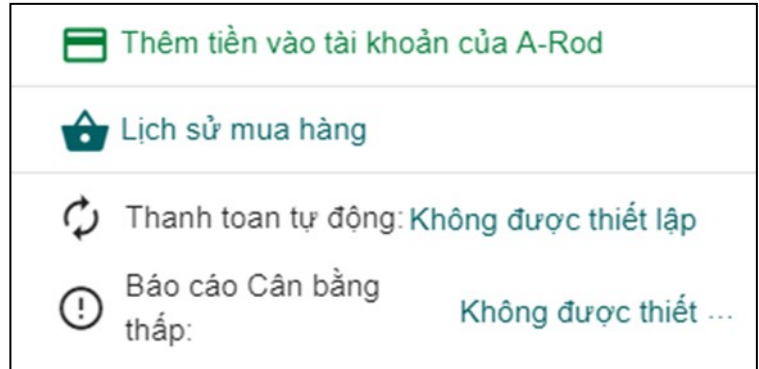 Thêm tiền vào tài khoản của A-Rod
Lịch sử mua hàng
Thanh toan tự động: Không được thiết lập
Báo cáo Cân bằng
thấp:
Không được thiết ...